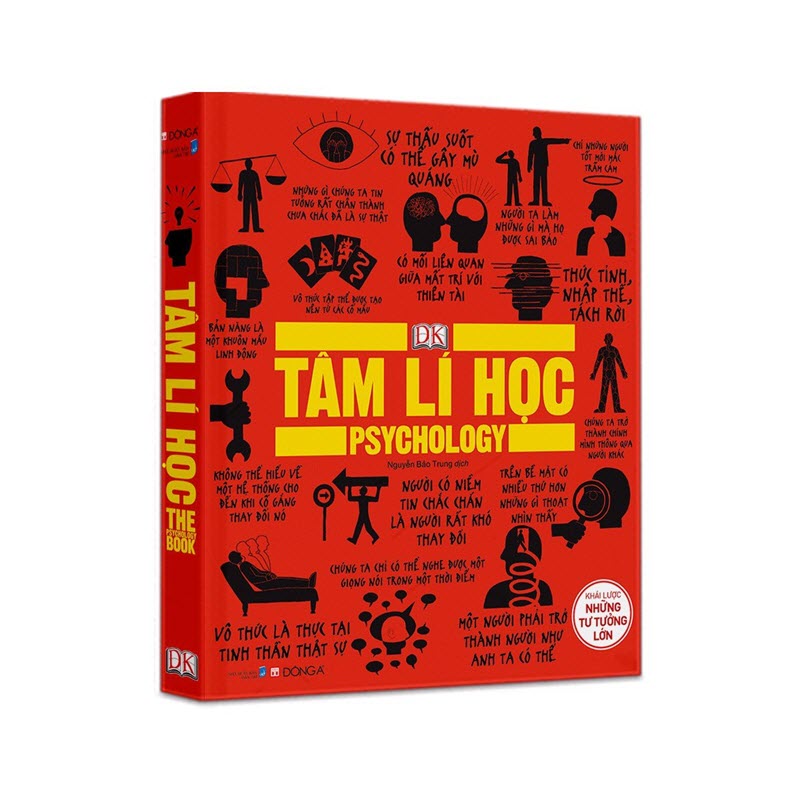 ĐÔNG A
TÂM LÍ HỌC
THE
PSYCHOLOGY
BOOK
DK
SỰ THẤU SUỐT
CÓ THỂ GÂY MÙ
QUÁNG
CHỈ NHỮNG NGƯỜI
TỐT MỚI MẮC
TRẦM CẢM
NHỮNG GÌ CHÚNG TA TIN
TƯỞNG RẤT CHÂN THÀNH
CHƯA CHẮC ĐÃ LÀ SỰ THẬT
NGƯỜI TA LÀM
NHỮNG GÌ MÀ HỌ
ĐƯỢC SAI BẢO
CÓ MỐI LIÊN QUAN
GIỮA MẤT TRÍ VỚI
THIÊN TÀI
THỨC TỈNH,
NHẬP THẾ,
TÁCH RỜI
VÔ THỨC TẬP THỂ ĐƯỢC TẠO
NÊN TỪ CÁC CỔ MẪU
BẢN NĂNG LÀ
MỘT KHUÔN MẪU
LINH ĐỘNG
DK
TÂM LÍ HỌC
PSYCHOLOGY
Nguyễn Bảo Trung dịch
CHÚNG TA TRỞ
THÀNH CHÍNH
MÌNH THÔNG QUA
NGƯỜI KHÁC
KHÔNG THỂ HIỂU VỀ
MỘT HỆ THỐNG CHO
ĐẾN KHI CỐ GẮNG
THAY ĐỔI NÓ
NGƯỜI CÓ NIỀM
TIN CHẮC CHẮN
LÀ NGƯỜI RẤT KHÓ
THAY ĐỔI
TRÊN BỀ MẶT CÓ
NHIỀU THỨ HƠN
NHỮNG GÌ THOẠT
NHÌN THẤY
CHÚNG TA CHỈ CÓ THỂ NGHE ĐƯỢC MỘT
GIỌNG NÓI TRONG MỘT THỜI ĐIỂM
KHÁI LƯỢC
NHỮNG
TƯ TƯỞNG
LỚN
VÔ THỨC LÀ THỰC TẠI
TINH THẦN THẬT SỰ
MỘT NGƯỜI PHẢI TRỞ
THÀNH NGƯỜI NHƯ
ANH TA CÓ THỂ
ĐÔNG A